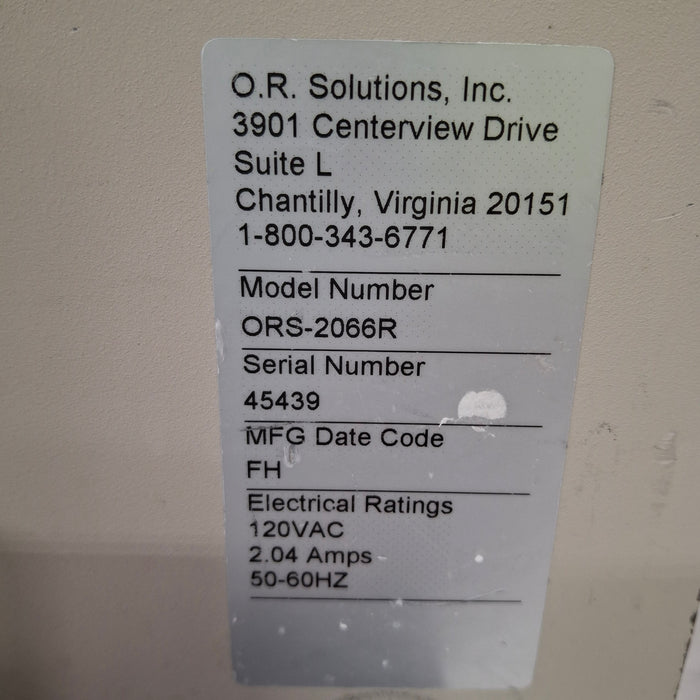 O.R. Solutions, Inc.
3901 Centerview Drive
Suite L
Chantilly, Virginia 20151
1-800-343-6771
Model Number
ORS-2066R
Serial Number
45439
MFG Date Code
FH
Electrical Ratings
120VAC
2.04 Amps
50-60HZ